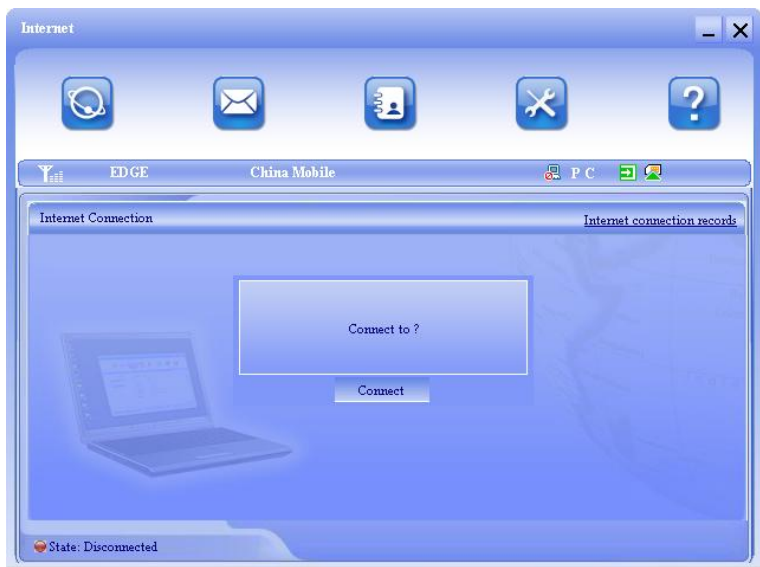 Internet
EDGE China Mobile P C
Internet Connection Internet connection records
Connect to ?
Connect
State: Disconnected